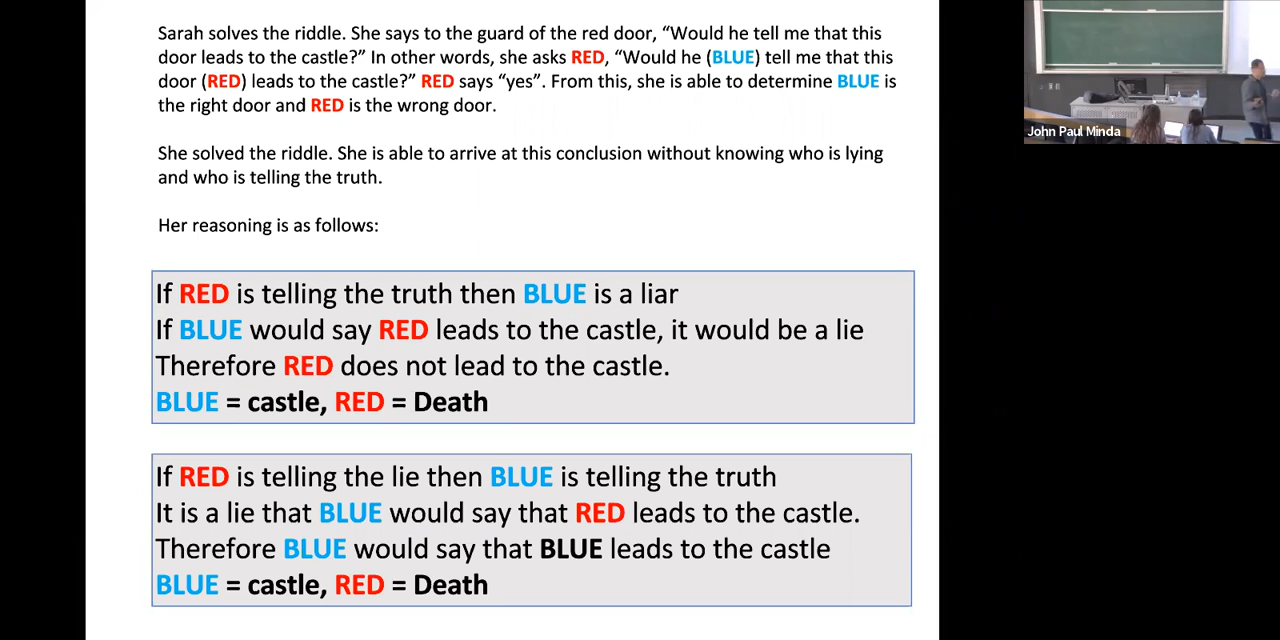 Sarah solves the riddle. She says to the guard of the red door, “Would he tell me that this
door leads to the castle?” In other words, she asks RED, “Would he (BLUE) tell me that this
door (RED) leads to the castle?” RED says “yes”. From this, she is able to determine BLUE is
the right door and RED is the wrong door.
She solved the riddle. She is able to arrive at this conclusion without knowing who is lying
and who is telling the truth.
Her reasoning is as follows:
If RED is telling the truth then BLUE is a liar
If BLUE would say RED leads to the castle, it would be a lie
Therefore RED does not lead to the castle.
BLUE = castle, RED = Death
If RED is telling the lie then BLUE is telling the truth
It is a lie that BLUE would say that RED leads to the castle.
Therefore BLUE would say that BLUE leads to the castle
BLUE = castle, RED = Death
John Paul Minda